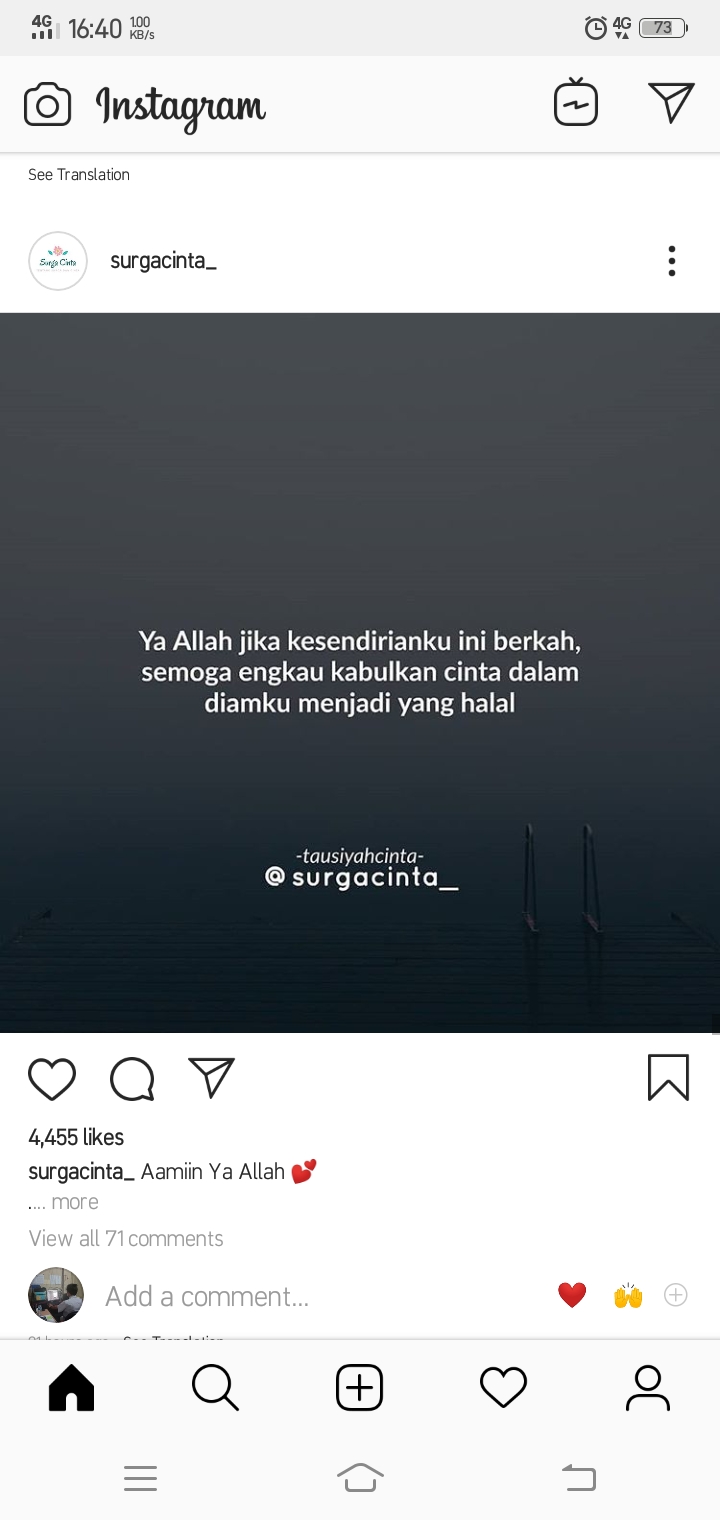 4G 16:40 1.00 KB/s 4G 73
Instagram
See Translation
Surga Cinta
surgacinta_
Ya Allah jika kesendirianku ini berkah,
semoga engkau kabulkan cinta dalam
diamku menjadi yang halal
-tausiyahcinta-
@surgacinta_
4,455 likes
surgacinta_ Aamiin Ya Allah 💕
.... more
View all 71 comments
Add a comment...
See Translation